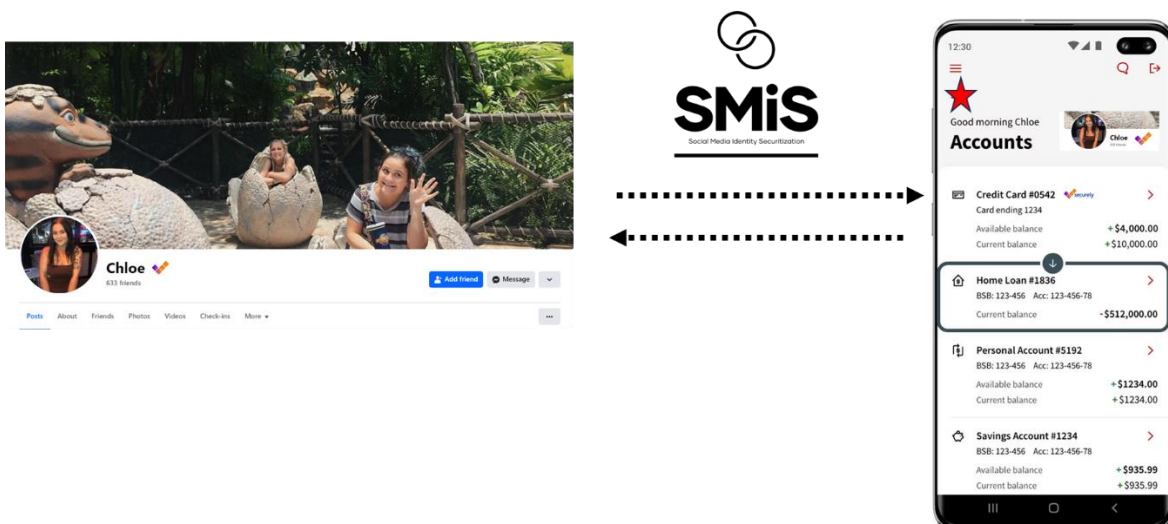 SMiS
Social Media Identity Securitization
Chloe
633 friends
Add friend
Message
Posts About Friends Photos Videos Check-ins More
12:30
Good morning Chloe
Accounts
Chloe
633 friends
Credit Card #0542 securely
Card ending 1234
Available balance +$4,000.00
Current balance +$10,000.00
Home Loan #1836
BSB: 123-456 Acc: 123-456-78
Current balance -$512,000.00
Personal Account #5192
BSB: 123-456 Acc: 123-456-78
Available balance +$1234.00
Current balance +$1234.00
Savings Account #1234
BSB: 123-456 Acc: 123-456-78
Available balance +$935.99
Current balance +$935.99